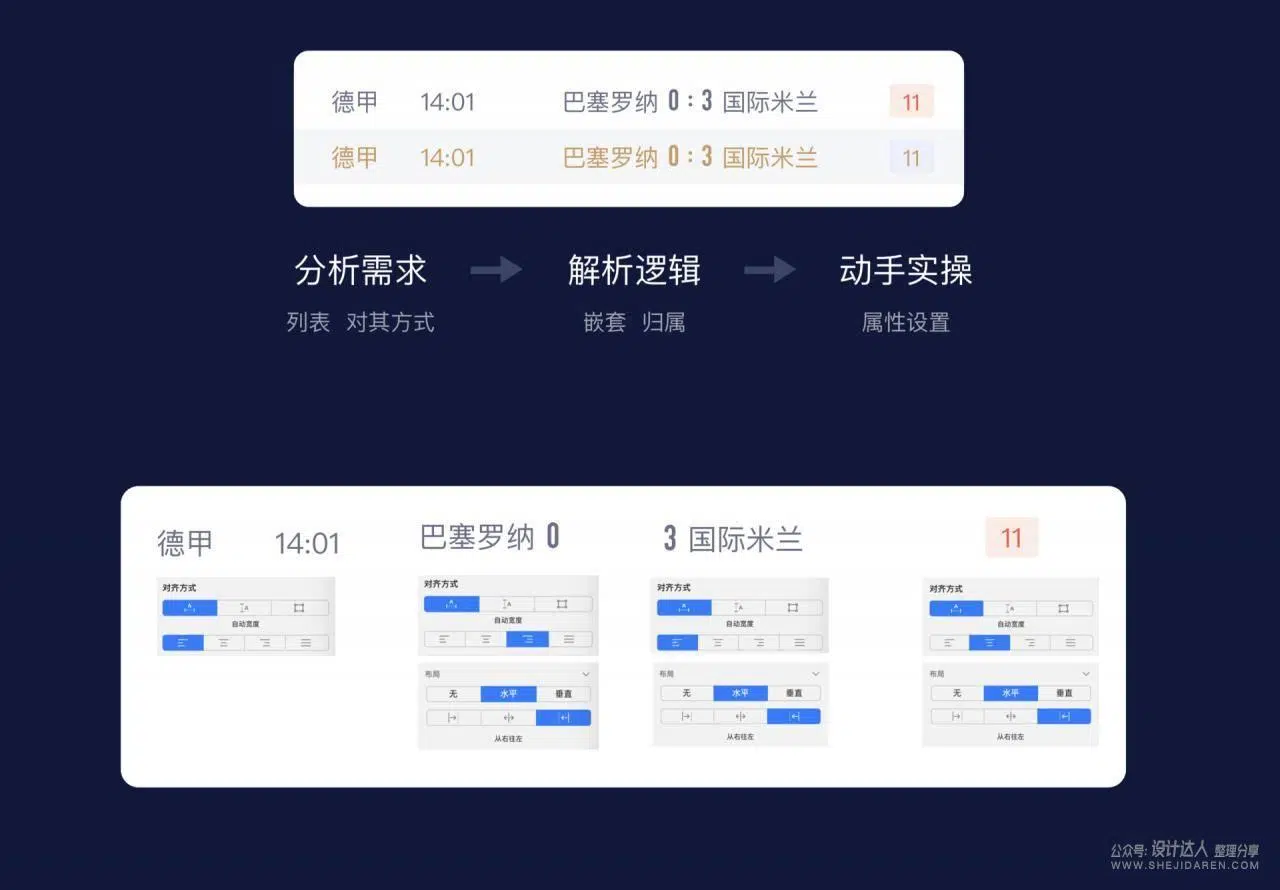 德甲 14:01 巴塞罗纳 0 : 3 国际米兰 11
德甲 14:01 巴塞罗纳 0 : 3 国际米兰 11
分析需求 解析逻辑 动手实操
列表 对其方式 嵌套 归属 属性设置
德甲 14:01 巴塞罗纳 0 3 国际米兰 11
对齐方式 对齐方式 对齐方式 对齐方式
A A A A A A A A
自动宽度 自动宽度 自动宽度 自动宽度
布局 布局 布局
无 水平 垂直 无 水平 垂直 无 水平 垂直
从右往左 从右往左 从右往左
公众号: 设计达人 整理分享
WWW.SHEJIDAREN.COM